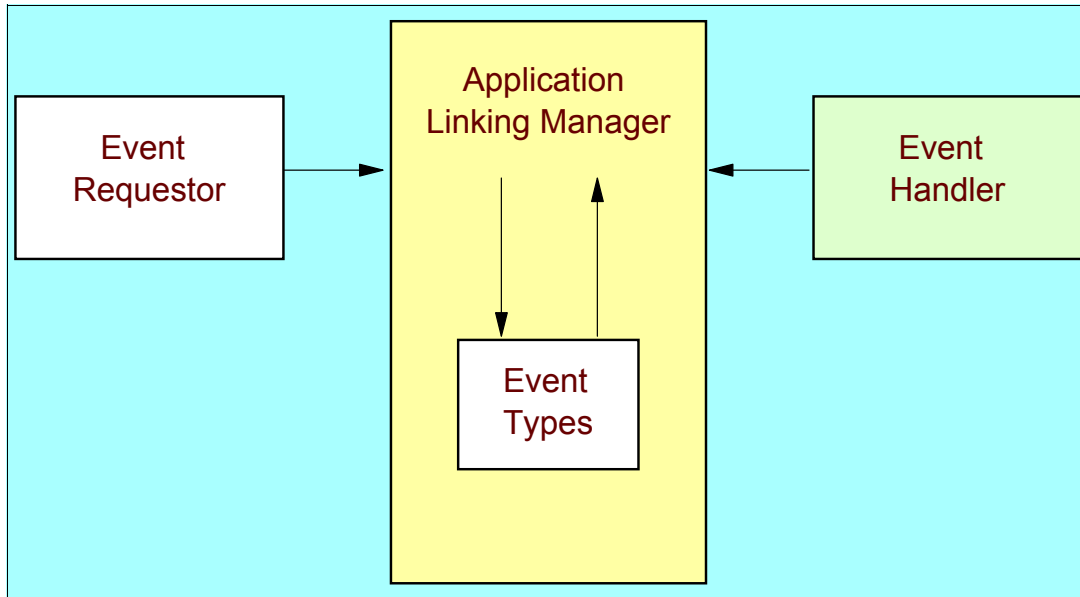 Application
Linking Manager
Event
Requestor
Event
Handler
Event
Types